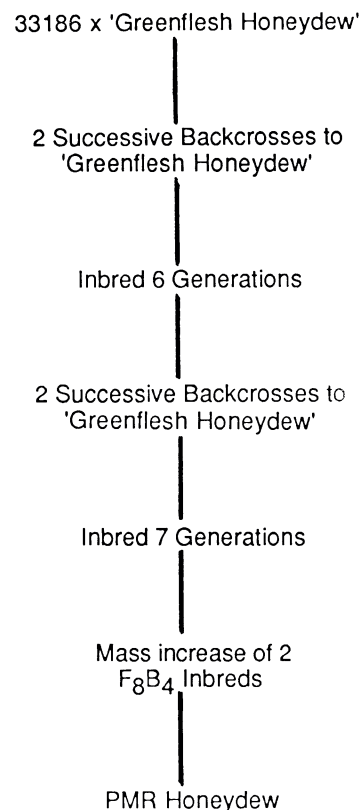 33186 x 'Greenflesh Honeydew'
2 Successive Backcrosses to
'Greenflesh Honeydew'
Inbred 6 Generations
2 Successive Backcrosses to
'Greenflesh Honeydew'
Inbred 7 Generations
Mass increase of 2
F₈B₄ Inbreds
PMR Honeydew